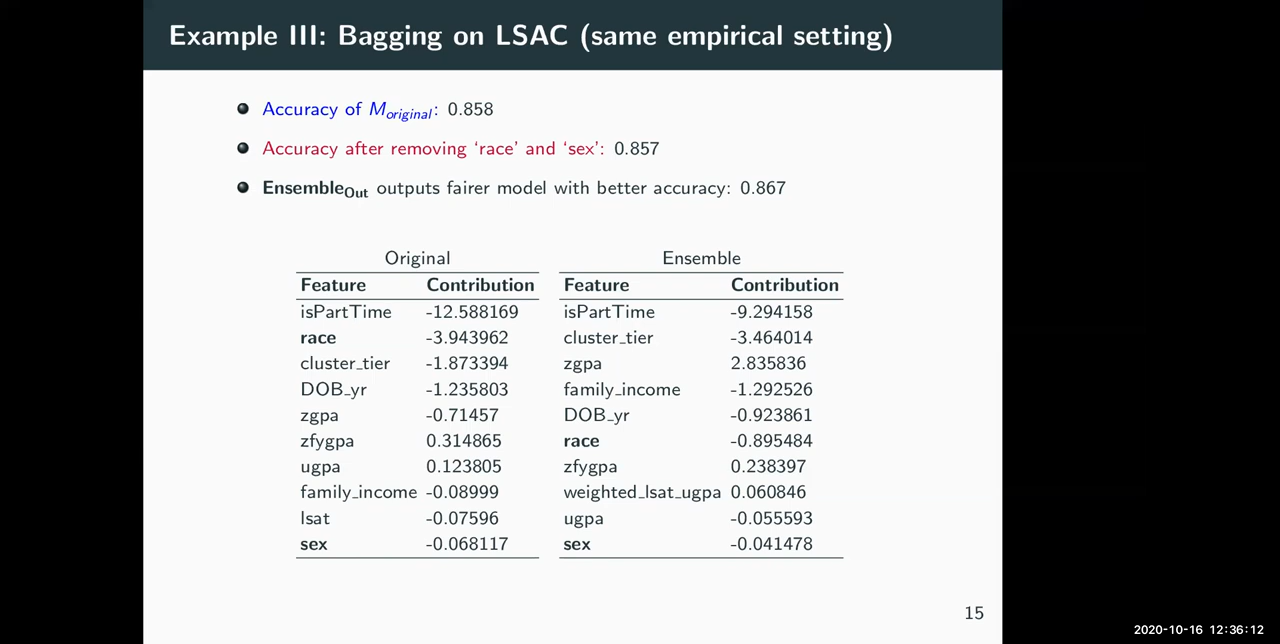 Example III: Bagging on LSAC (same empirical setting)
Accuracy of Moriginal: 0.858
Accuracy after removing ‘race’ and ‘sex’: 0.857
EnsembleOut outputs fairer model with better accuracy: 0.867
Original Ensemble
Feature Contribution Feature Contribution
isPartTime -12.588169 isPartTime -9.294158
race -3.943962 cluster_tier -3.464014
cluster_tier -1.873394 zgpa 2.835836
DOB_yr -1.235803 family_income -1.292526
zgpa -0.71457 DOB_yr -0.923861
zfygpa 0.314865 race -0.895484
ugpa 0.123805 zfygpa 0.238397
family_income -0.08999 weighted_lsat_ugpa 0.060846
lsat -0.07596 ugpa -0.055593
sex -0.068117 sex -0.041478
15
2020-10-16 12:36:12